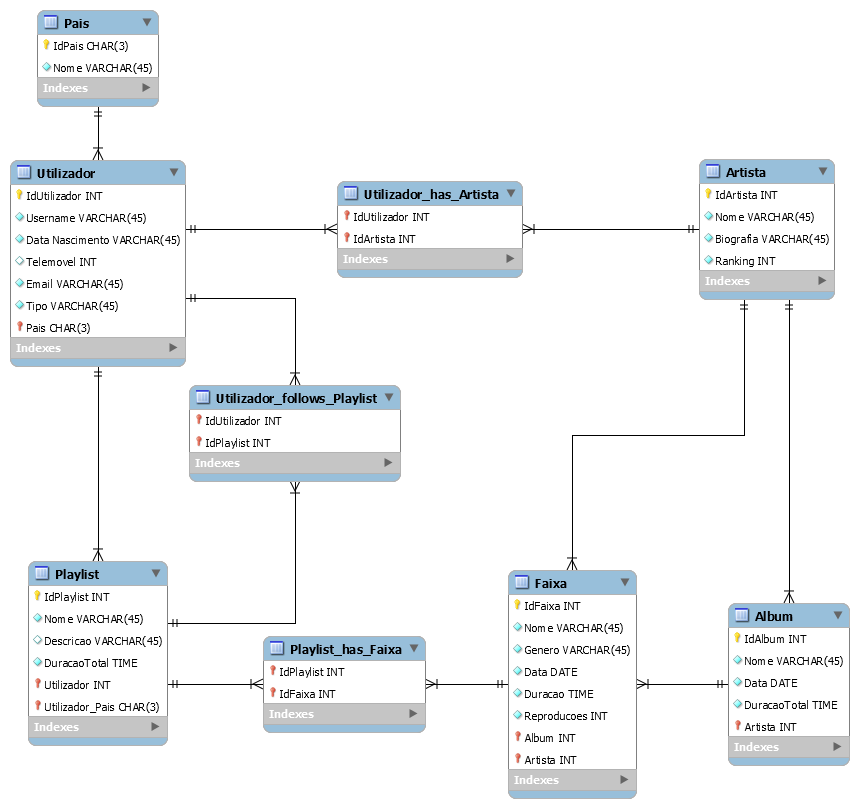 Pais
IdPais CHAR(3)
Nome VARCHAR(45)
Indexes
Utilizador
IdUtilizador INT
Username VARCHAR(45)
Data Nascimento VARCHAR(45)
Telemovel INT
Email VARCHAR(45)
Tipo VARCHAR(45)
Pais CHAR(3)
Indexes
Utilizador_has_Artista
IdUtilizador INT
IdArtista INT
Indexes
Artista
IdArtista INT
Nome VARCHAR(45)
Biografia VARCHAR(45)
Ranking INT
Indexes
Utilizador_follows_Playlist
IdUtilizador INT
IdPlaylist INT
Indexes
Playlist
IdPlaylist INT
Nome VARCHAR(45)
Descricao VARCHAR(45)
DuracaoTotal TIME
Utilizador INT
Utilizador_Pais CHAR(3)
Indexes
Playlist_has_Faixa
IdPlaylist INT
IdFaixa INT
Indexes
Faixa
IdFaixa INT
Nome VARCHAR(45)
Genero VARCHAR(45)
Data DATE
Duracao TIME
Reproducoes INT
Album INT
Artista INT
Indexes
Album
IdAlbum INT
Nome VARCHAR(45)
Data DATE
DuracaoTotal TIME
Artista INT
Indexes